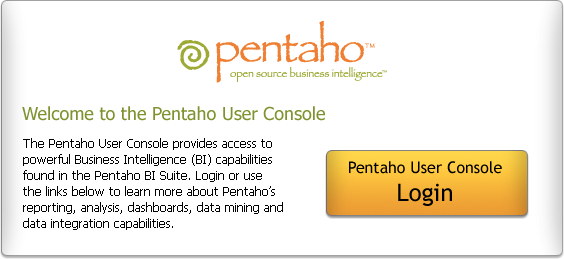 pentaho™
open source business intelligence™
Welcome to the Pentaho User Console
The Pentaho User Console provides access to
powerful Business Intelligence (BI) capabilities
found in the Pentaho BI Suite. Login or use
the links below to learn more about Pentaho's
reporting, analysis, dashboards, data mining and
data integration capabilities.
Pentaho User Console
Login